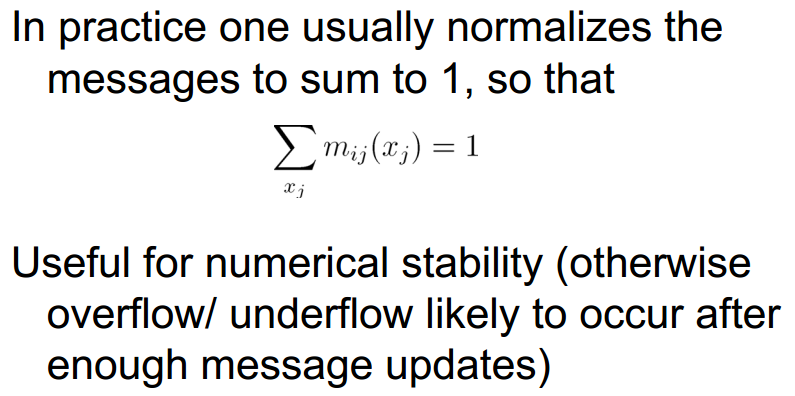 In practice one usually normalizes the
messages to sum to 1, so that
∑ m_{ij}(x_j) = 1
x_j
Useful for numerical stability (otherwise
overflow/ underflow likely to occur after
enough message updates)